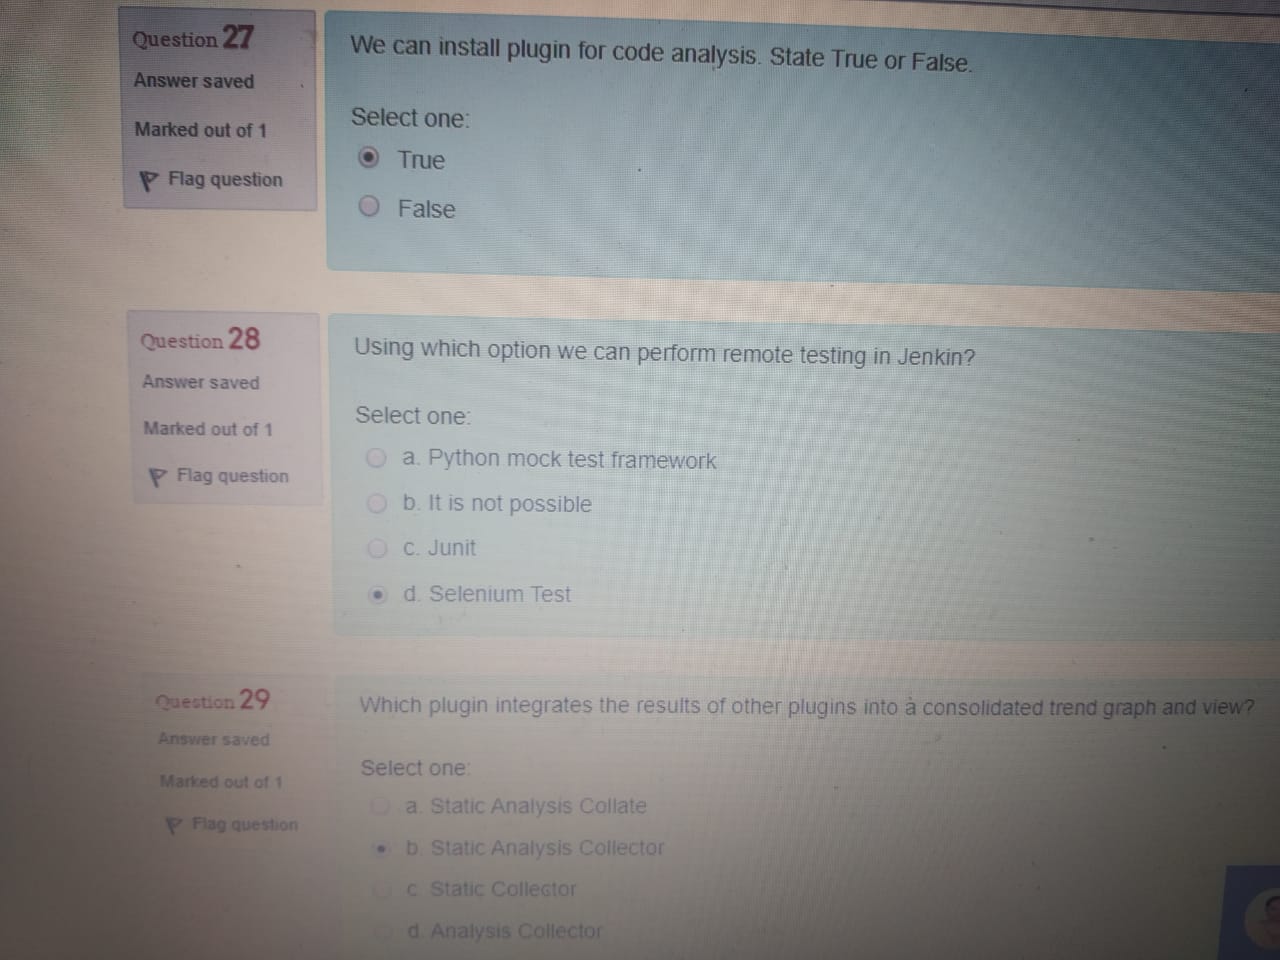 Question 27
Answer saved
Marked out of 1
Flag question
We can install plugin for code analysis. State True or False.
Select one:
True
False
Question 28
Answer saved
Marked out of 1
Flag question
Using which option we can perform remote testing in Jenkin?
Select one:
a. Python mock test framework
b. It is not possible
c. Junit
d. Selenium Test
Question 29
Answer saved
Marked out of 1
Flag question
Which plugin integrates the results of other plugins into a consolidated trend graph and view?
Select one:
a. Static Analysis Collate
b. Static Analysis Collector
c. Static Collector
d. Analysis Collector